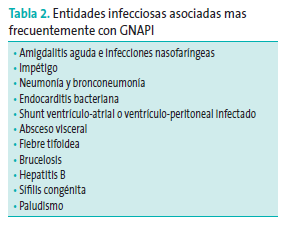 Tabla 2. Entidades infecciosas asociadas mas
frecuentemente con GNAPI
• Amigdalitis aguda e infecciones nasofaríngeas
• Impétigo
• Neumonía y bronconeumonía
• Endocarditis bacteriana
• Shunt ventrículo-atrial o ventrículo-peritoneal infectado
• Absceso visceral
• Fiebre tifoidea
• Brucelosis
• Hepatitis B
• Sífilis congénita
• Paludismo